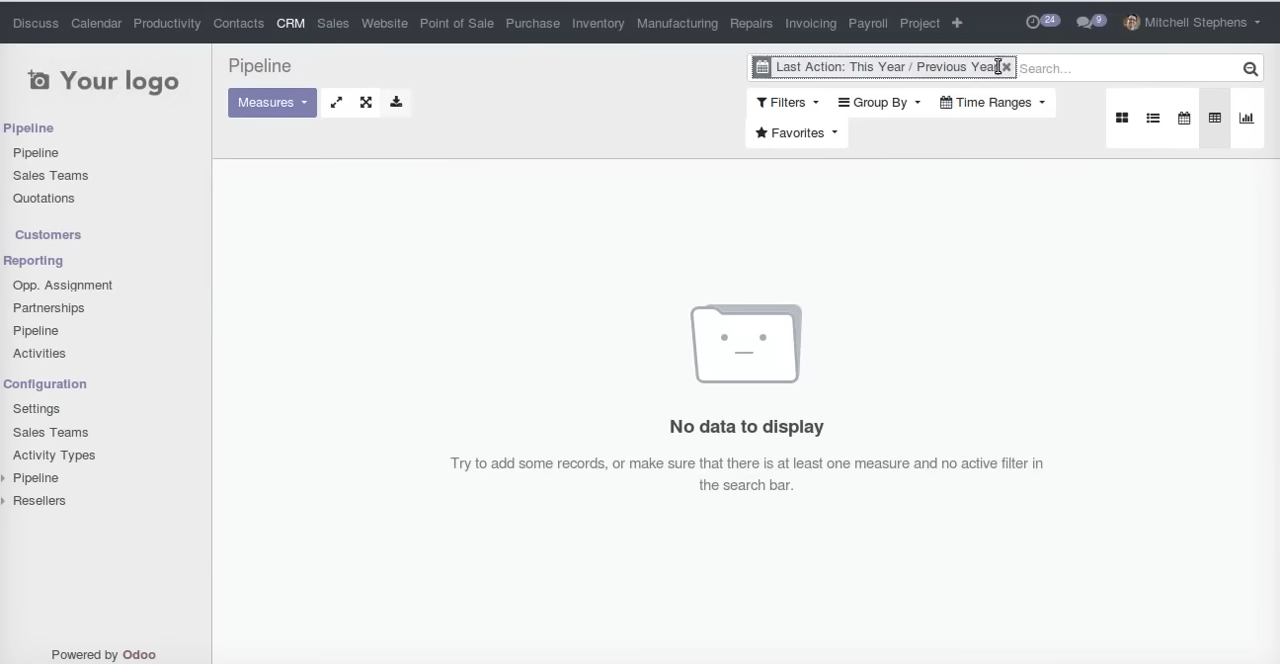 Discuss Calendar Productivity Contacts CRM Sales Website Point of Sale Purchase Inventory Manufacturing Repairs Invoicing Payroll Project 24 9 Mitchell Stephens
Your logo
Pipeline
Pipeline
Sales Teams
Quotations
Customers
Reporting
Opp. Assignment
Partnerships
Pipeline
Activities
Configuration
Settings
Sales Teams
Activity Types
Pipeline
Resellers
Powered by Odoo
Pipeline
Last Action: This Year / Previous Year
Search...
Measures
Filters Group By Time Ranges
Favorites
No data to display
Try to add some records, or make sure that there is at least one measure and no active filter in
the search bar.